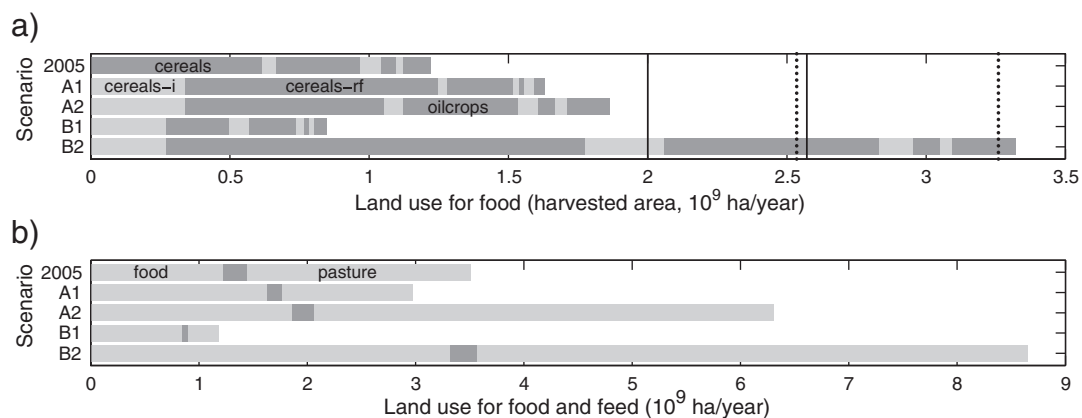 a)
Scenario
2005
A1
A2
B1
B2
cereals
cereals–i
cereals–rf
oilcrops
0 0.5 1 1.5 2 2.5 3 3.5
Land use for food (harvested area, 10⁹ ha/year)
b)
Scenario
2005
A1
A2
B1
B2
food
pasture
0 1 2 3 4 5 6 7 8 9
Land use for food and feed (10⁹ ha/year)